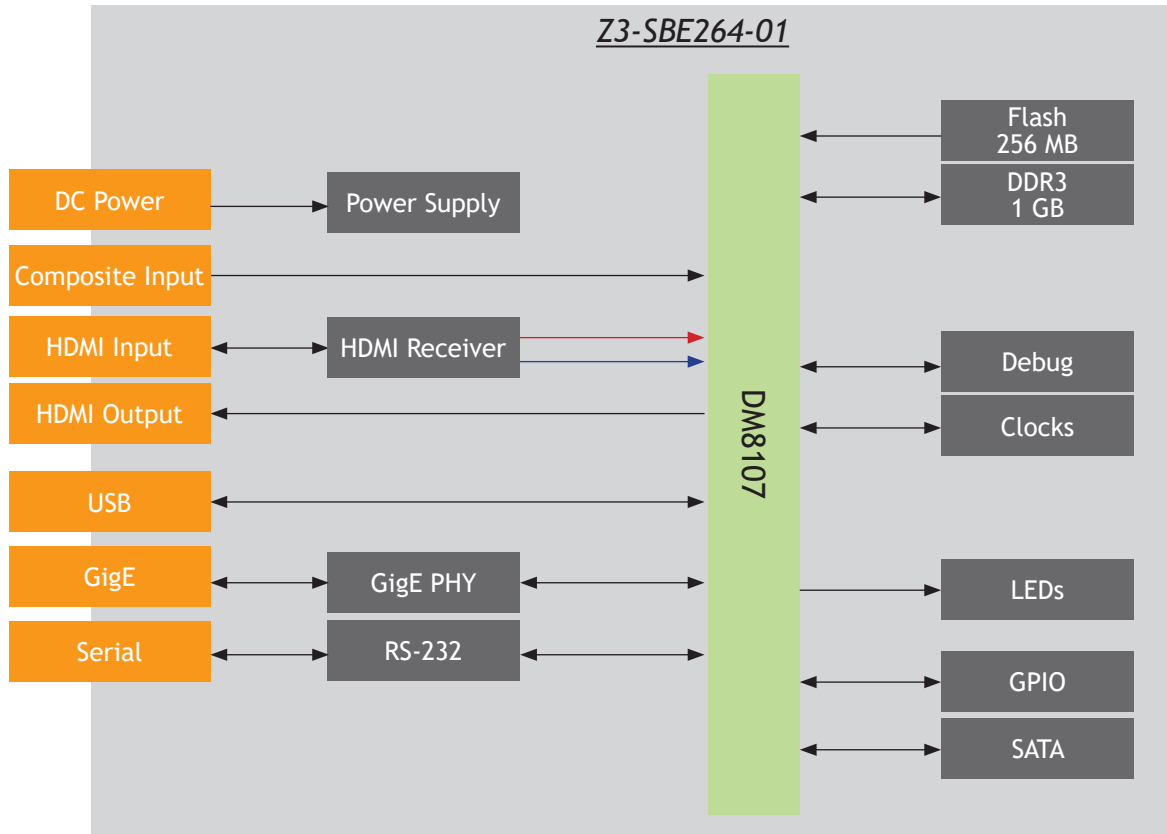 Z3-SBE264-01
Flash
256 MB
DDR3
1 GB
DC Power
Power Supply
Composite Input
HDMI Input
HDMI Receiver
HDMI Output
DM8107
Debug
Clocks
USB
GigE
GigE PHY
LEDs
Serial
RS-232
GPIO
SATA